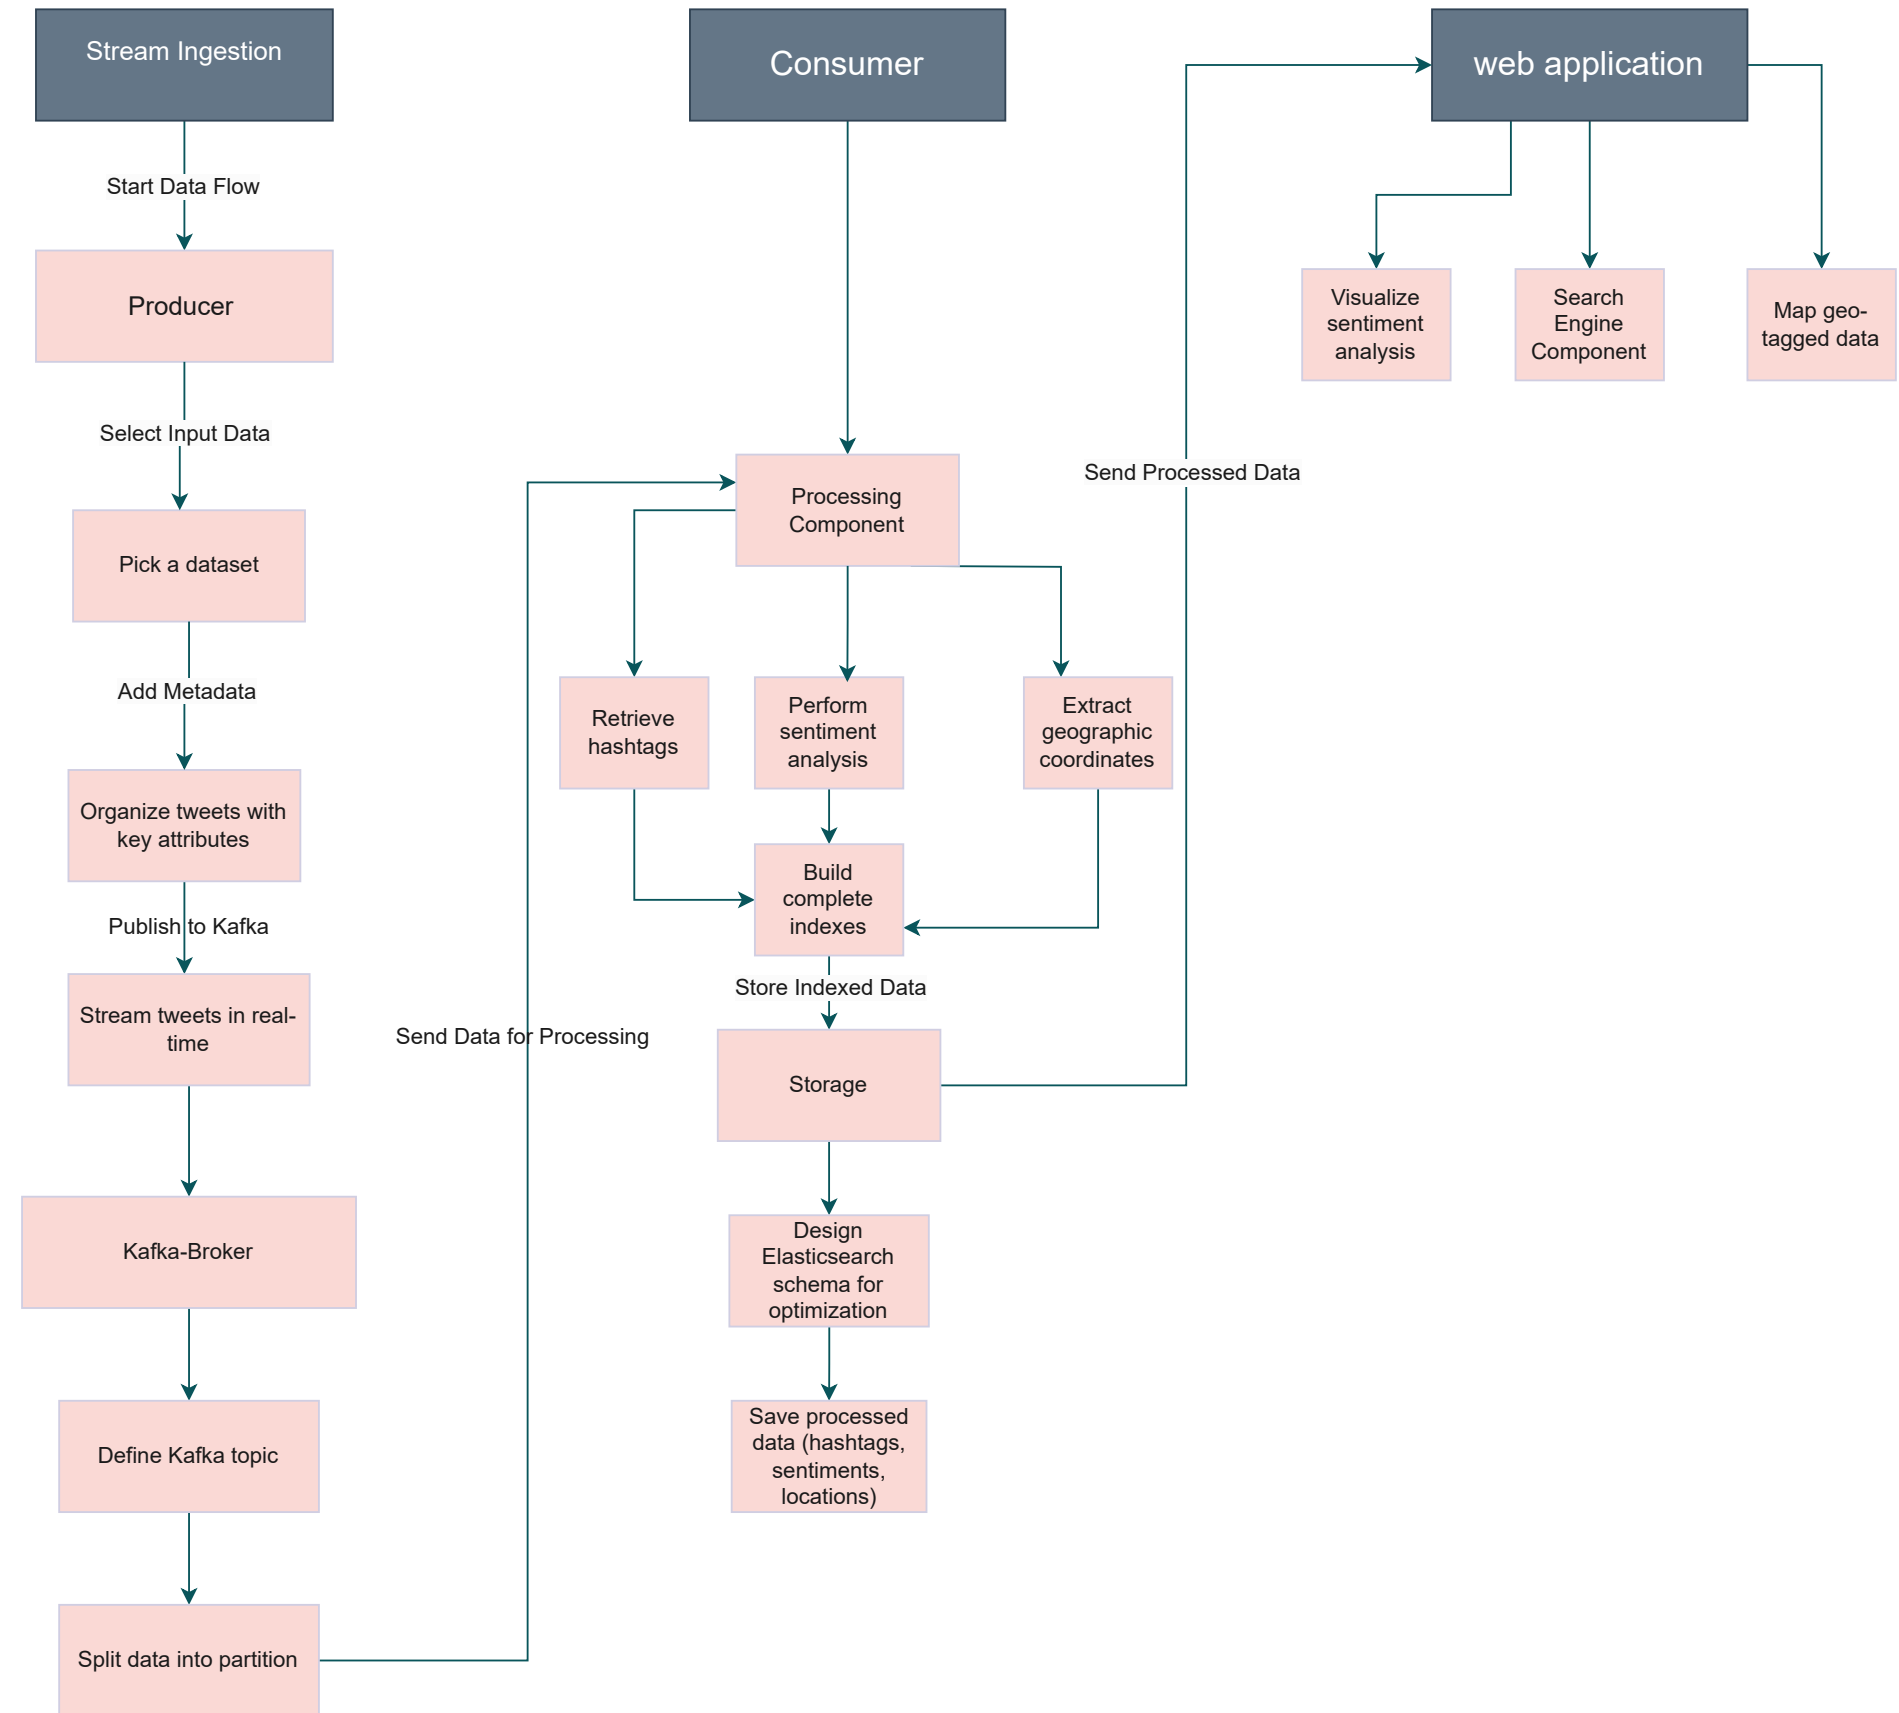 Stream Ingestion
Start Data Flow
Producer
Select Input Data
Pick a dataset
Add Metadata
Organize tweets with
key attributes
Publish to Kafka
Stream tweets in real-
time
Kafka-Broker
Define Kafka topic
Split data into partition
Send Data for Processing
Consumer
Processing
Component
Retrieve
hashtags
Perform
sentiment
analysis
Extract
geographic
coordinates
Build
complete
indexes
Store Indexed Data
Storage
Design
Elasticsearch
schema for
optimization
Save processed
data (hashtags,
sentiments,
locations)
Send Processed Data
web application
Visualize
sentiment
analysis
Search
Engine
Component
Map geo-
tagged data